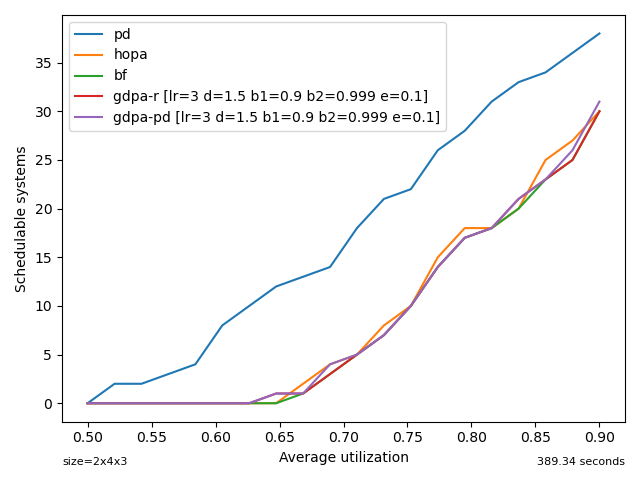 pd
hopa
bf
gdpa-r [lr=3 d=1.5 b1=0.9 b2=0.999 e=0.1]
gdpa-pd [lr=3 d=1.5 b1=0.9 b2=0.999 e=0.1]
Schedulable systems
35
30
25
20
15
10
5
0
0.50 0.55 0.60 0.65 0.70 0.75 0.80 0.85 0.90
Average utilization
size=2x4x3
389.34 seconds